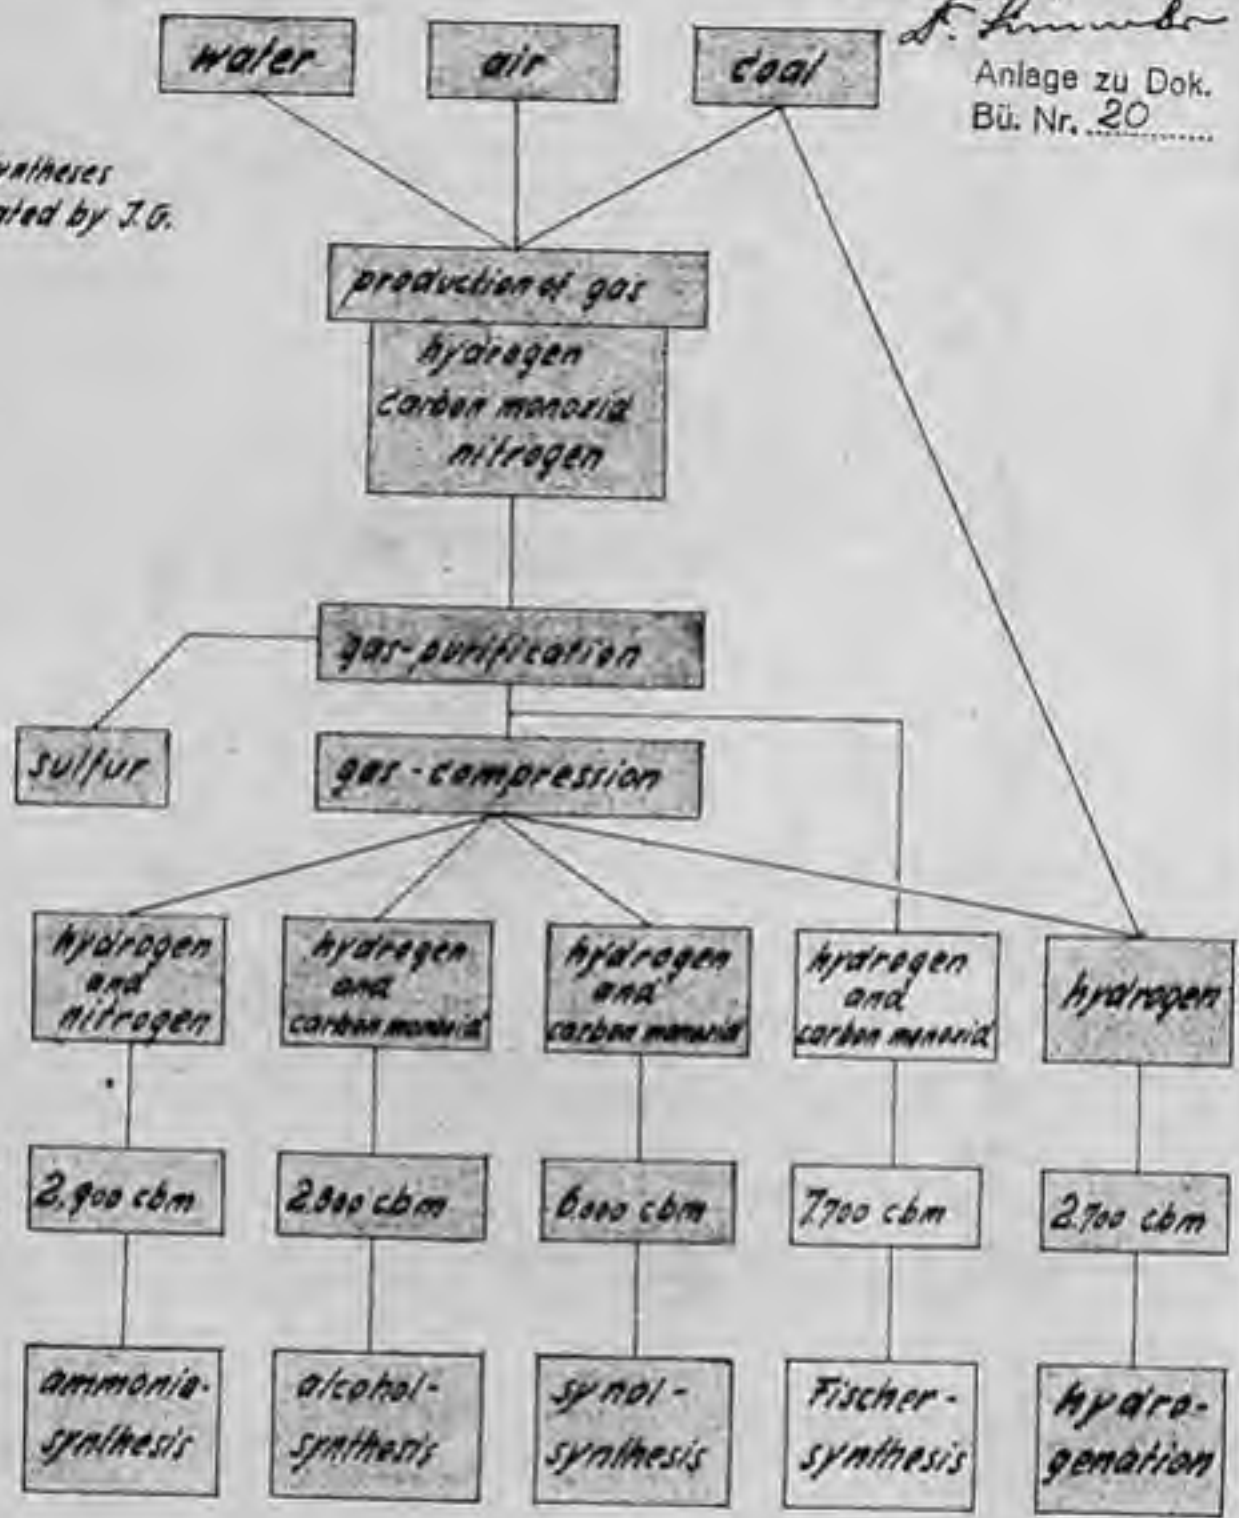 water
air
coal
Anlage zu Dok.
Bü. Nr. 20
yntheses
ated by J.G.
production of gas
hydrogen
carbon monoxid
nitrogen
gas-purification
sulfur
gas-compression
hydrogen
and
nitrogen
hydrogen
and
carbon monoxid
hydrogen
and
carbon monoxid
hydrogen
and
carbon monoxid
hydrogen
2,900 cbm
2.800 cbm
6.000 cbm
7.700 cbm
2.700 cbm
ammonia-
synthesis
alcohol-
synthesis
synol-
synthesis
Fischer-
synthesis
hydro-
genation